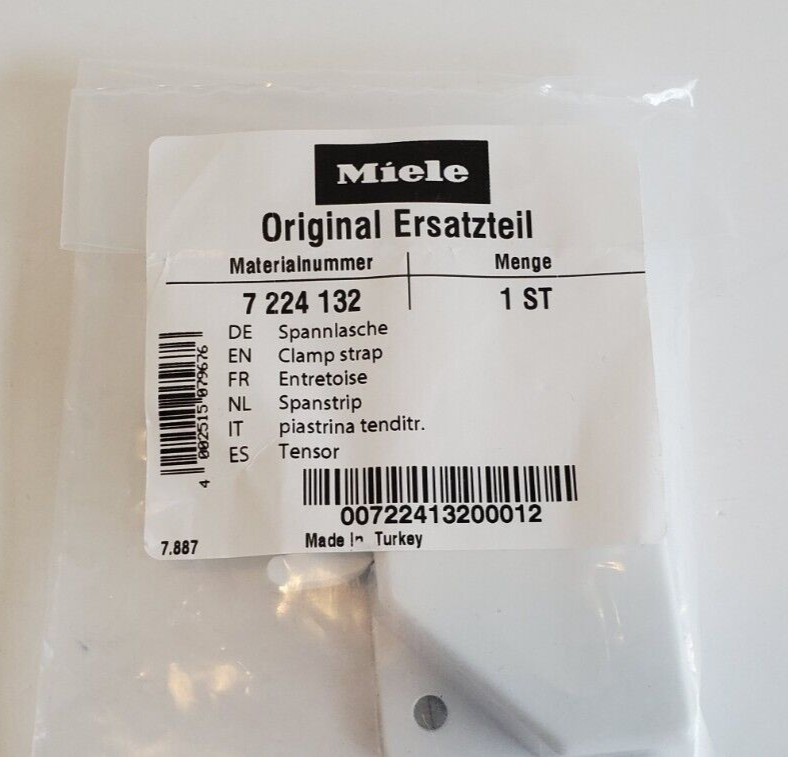 Miele
Original Ersatzteil
Materialnummer Menge
7 224 132 1 ST
DE Spannlasche
EN Clamp strap
FR Entretoise
NL Spanstrip
IT piastrina tenditr.
ES Tensor
4 002515 079676
00722413200012
7.887 Made In Turkey